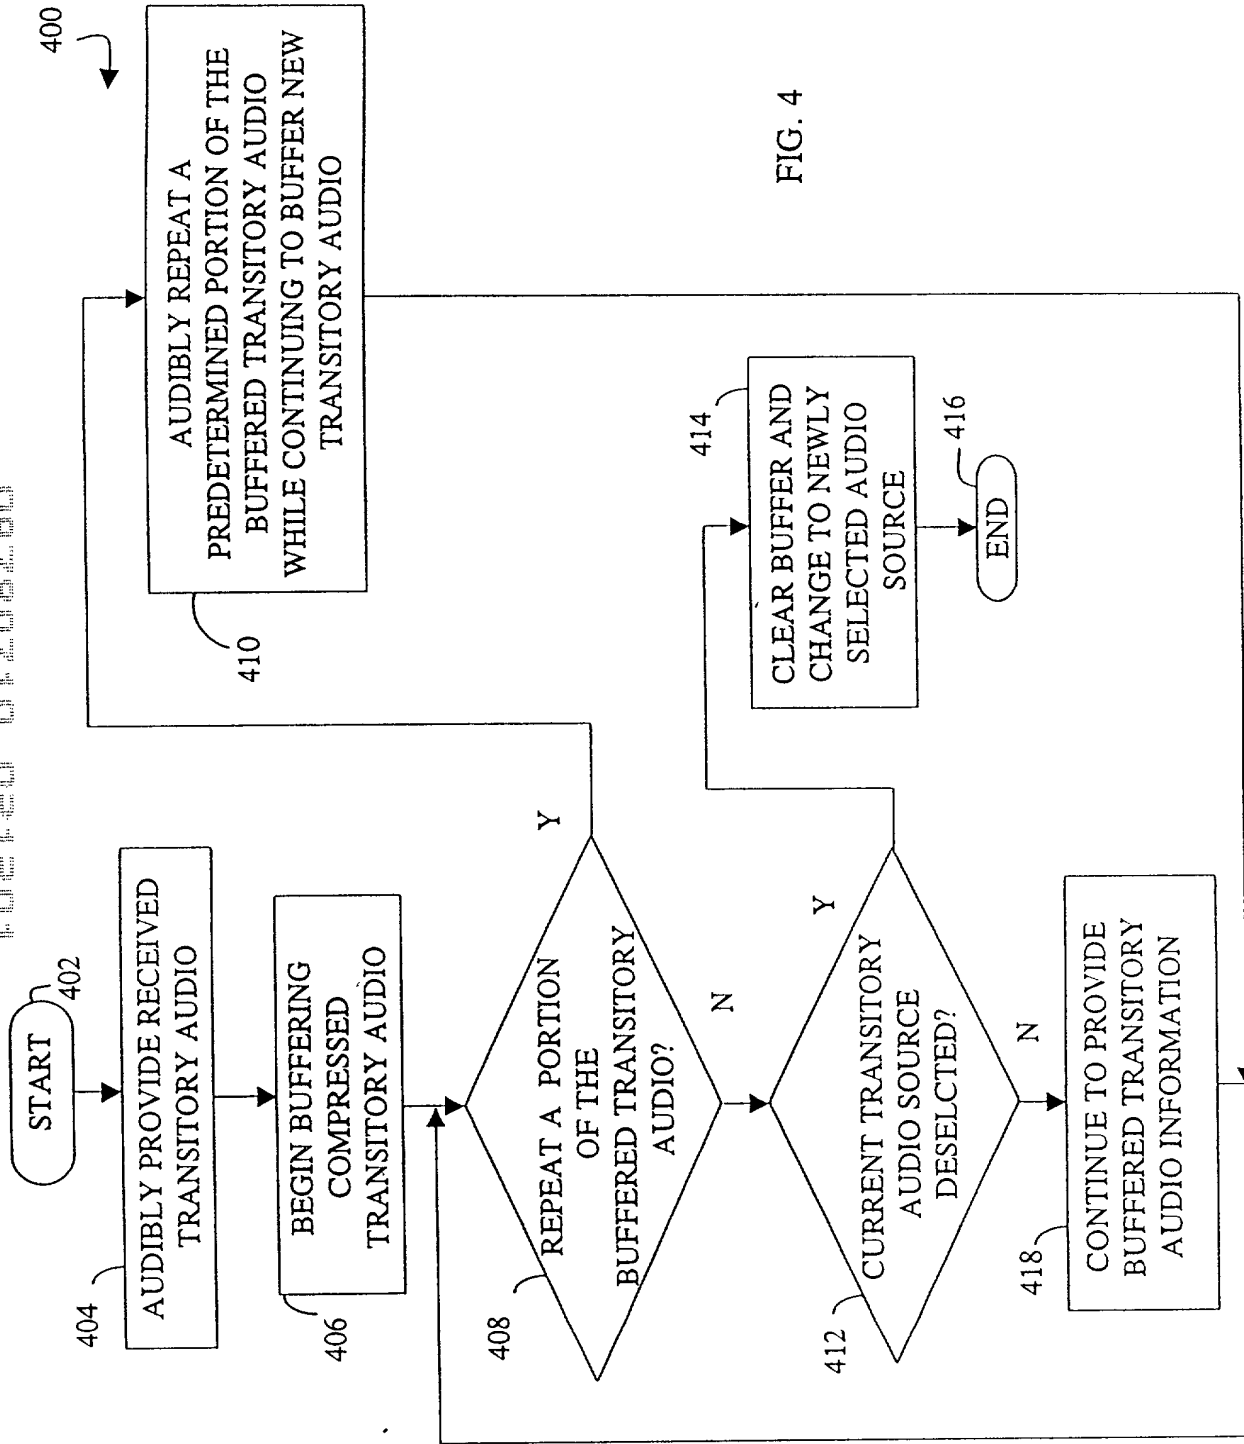 400
START
402
AUDIBLY PROVIDE RECEIVED
TRANSITORY AUDIO
404
BEGIN BUFFERING
COMPRESSED
TRANSITORY AUDIO
406
REPEAT A PORTION
OF THE
BUFFERED TRANSITORY
AUDIO?
408
Y
N
AUDIBLY REPEAT A
PREDETERMINED PORTION OF THE
BUFFERED TRANSITORY AUDIO
WHILE CONTINUING TO BUFFER NEW
TRANSITORY AUDIO
410
CURRENT TRANSITORY
AUDIO SOURCE
DESELCTED?
412
Y
N
CLEAR BUFFER AND
CHANGE TO NEWLY
SELECTED AUDIO
SOURCE
414
END
416
CONTINUE TO PROVIDE
BUFFERED TRANSITORY
AUDIO INFORMATION
418
FIG. 4